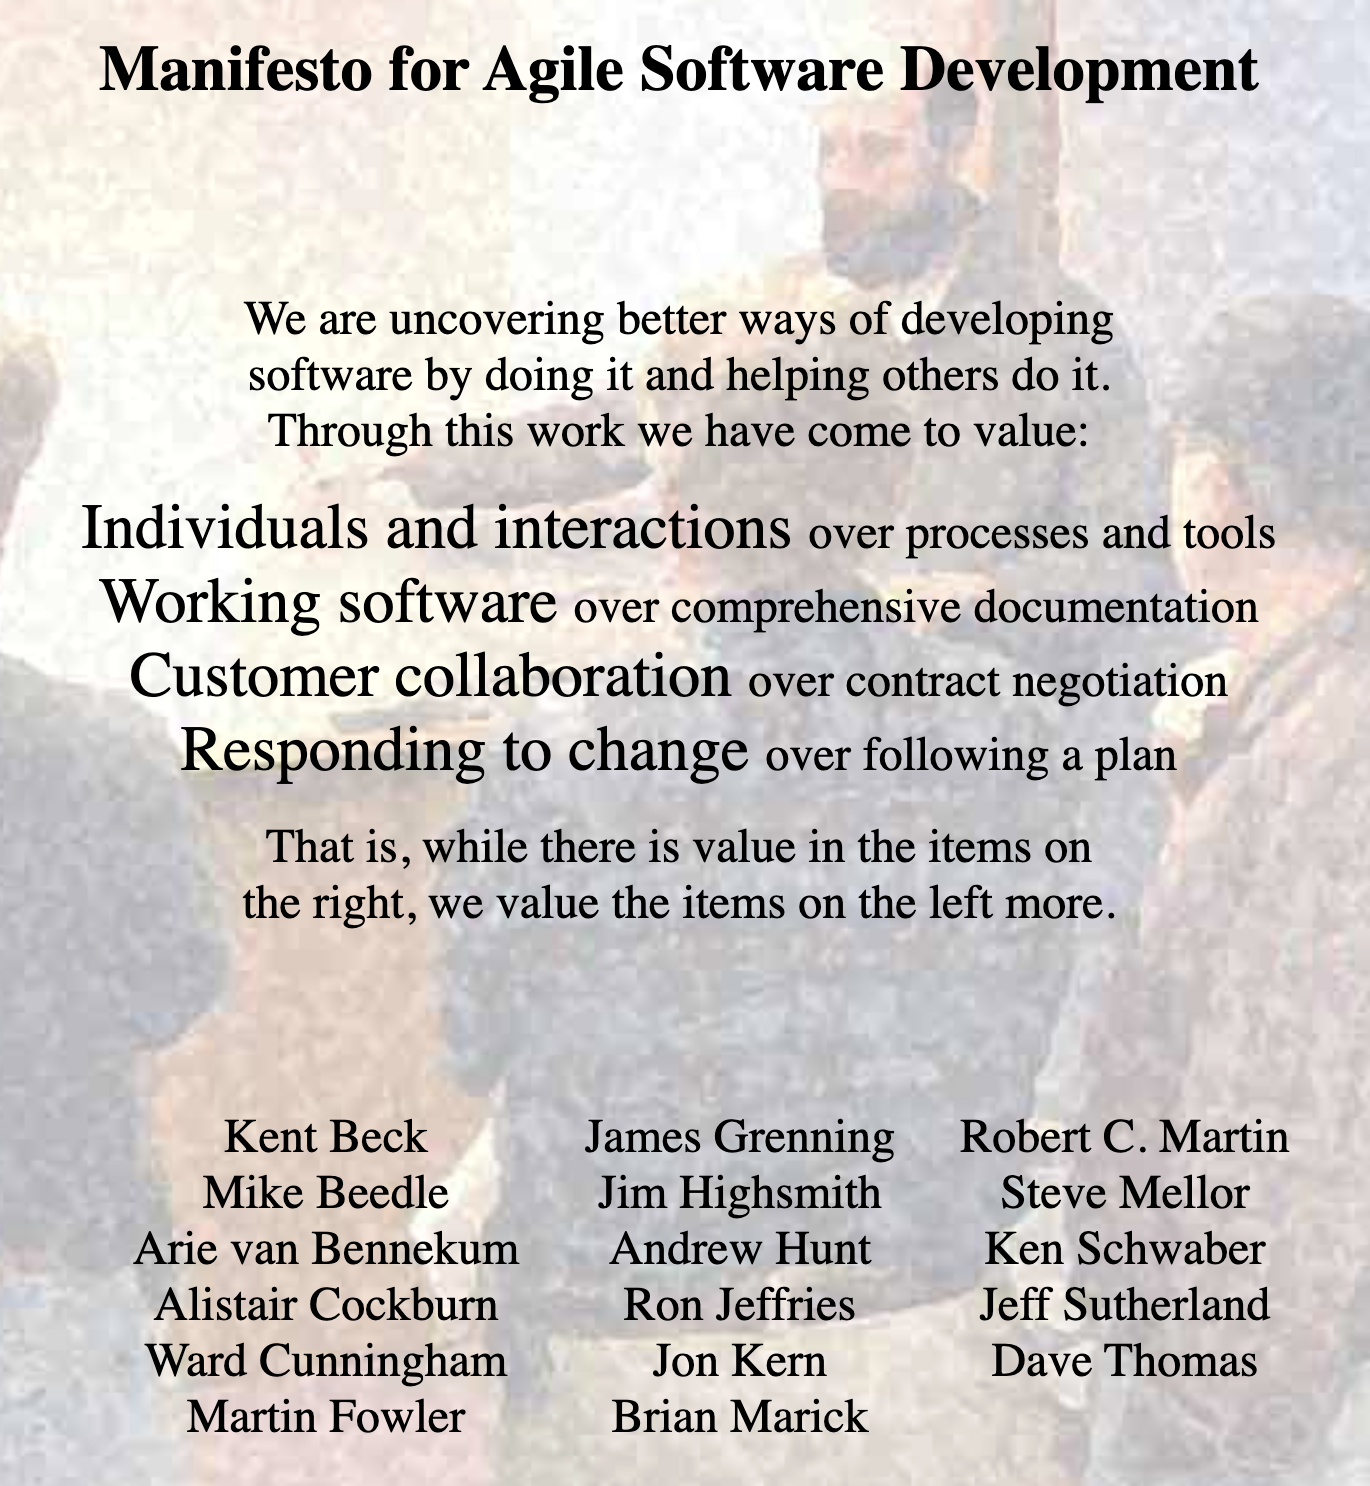 Manifesto for Agile Software Development
We are uncovering better ways of developing
software by doing it and helping others do it.
Through this work we have come to value:
Individuals and interactions over processes and tools
Working software over comprehensive documentation
Customer collaboration over contract negotiation
Responding to change over following a plan
That is, while there is value in the items on
the right, we value the items on the left more.
Kent Beck
Mike Beedle
Arie van Bennekum
Alistair Cockburn
Ward Cunningham
Martin Fowler
James Grenning
Jim Highsmith
Andrew Hunt
Ron Jeffries
Jon Kern
Brian Marick
Robert C. Martin
Steve Mellor
Ken Schwaber
Jeff Sutherland
Dave Thomas